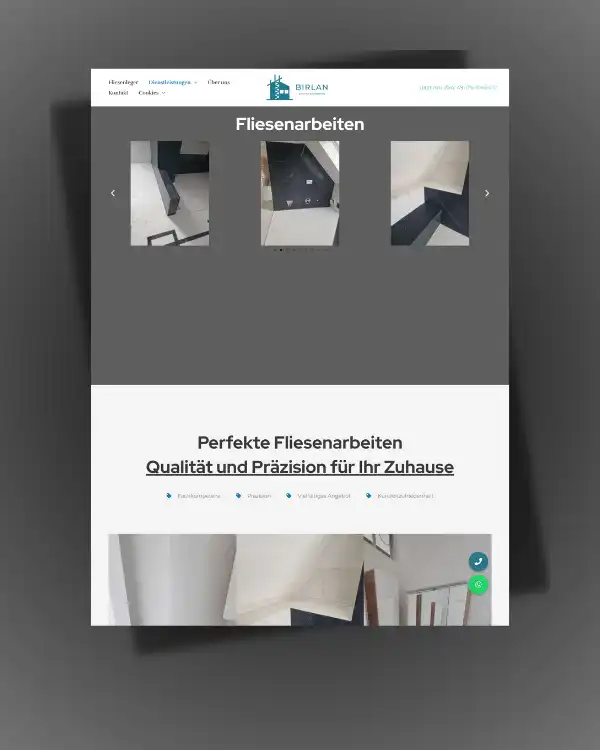 Fliesenleger Dienstleistungen Über uns
Kontakt Cookies
BIRLAN
Fliesenarbeiten
Perfekte Fliesenarbeiten
Qualität und Präzision für Ihr Zuhause
Fachkompetenz Präzision Vielfältiges Angebot Kundenzufriedenheit